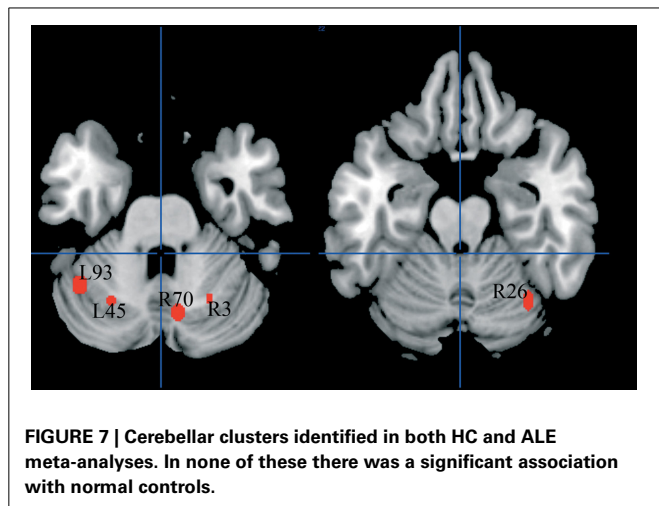 L93
L45
R70
R3
R26
FIGURE 7 | Cerebellar clusters identified in both HC and ALE
meta-analyses. In none of these there was a significant association
with normal controls.